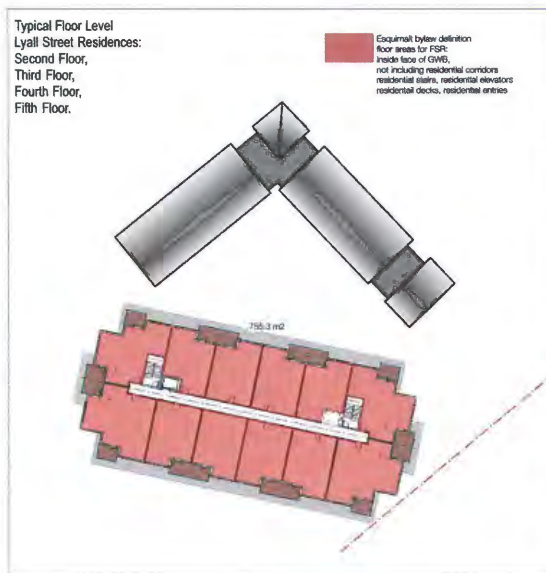 Typical Floor Level
Lyall Street Residences:
Second Floor,
Third Floor,
Fourth Floor,
Fifth Floor.
Esquimalt bylaw definition
floor areas for FSR:
Inside face of GWB,
not including residential corridors
residential stairs, residential elevators
residentail decks, residential entries
755.3 m2